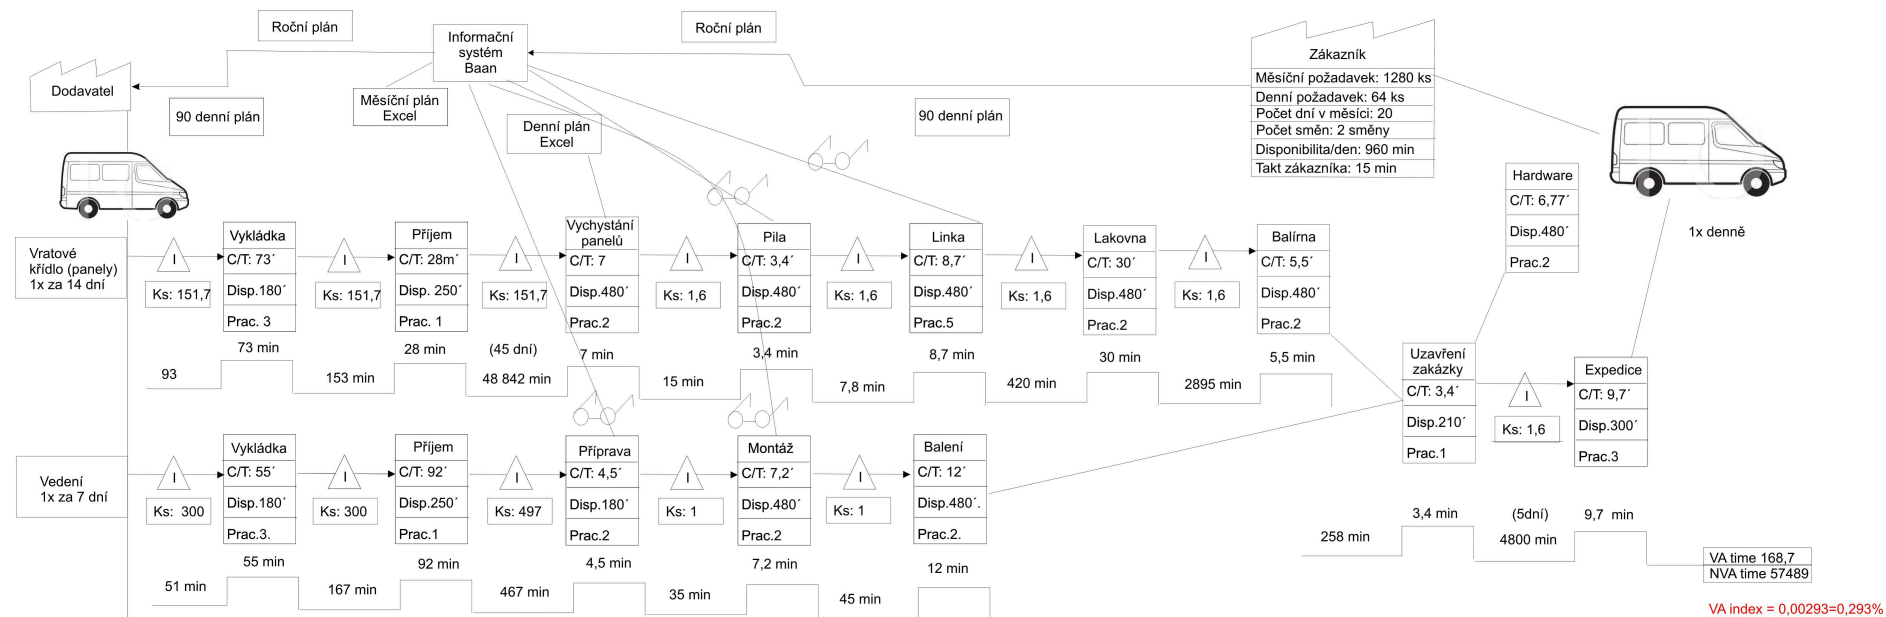 Roční plán
Informační
systém
Baan
Roční plán
Zákazník
Měsíční požadavek: 1280 ks
Denní požadavek: 64 ks
Počet dní v měsíci: 20
Počet směn: 2 směny
Disponibilita/den: 960 min
Takt zákazníka: 15 min
Dodavatel
90 denní plán
Měsíční plán
Excel
Denní plán
Excel
90 denní plán
Hardware
C/T: 6,77´
Disp.480´
Prac.2
1x denně
Vratové
křídlo (panely)
1x za 14 dní
I
Ks: 151,7
Vykládka
C/T: 73´
Disp.180´
Prac. 3
I
Ks: 151,7
Příjem
C/T: 28m´
Disp. 250´
Prac. 1
I
Ks: 151,7
Vychystání
panelů
C/T: 7
Disp.480´
Prac.2
I
Ks: 1,6
Pila
C/T: 3,4´
Disp.480´
Prac.2
I
Ks: 1,6
Linka
C/T: 8,7´
Disp.480´
Prac.5
I
Ks: 1,6
Lakovna
C/T: 30´
Disp.480´
Prac.2
I
Ks: 1,6
Balírna
C/T: 5,5´
Disp.480´
Prac.2
93
73 min
153 min
28 min
(45 dní)
48 842 min
7 min
15 min
3,4 min
7,8 min
8,7 min
420 min
30 min
2895 min
5,5 min
Uzavření
zakázky
C/T: 3,4´
Disp.210´
Prac.1
I
Ks: 1,6
Expedice
C/T: 9,7´
Disp.300´
Prac.3
Vedení
1x za 7 dní
I
Ks: 300
Vykládka
C/T: 55´
Disp.180´
Prac.3.
I
Ks: 300
Příjem
C/T: 92´
Disp.250´
Prac.1
I
Ks: 497
Příprava
C/T: 4,5´
Disp.180´
Prac.2
I
Ks: 1
Montáž
C/T: 7,2´
Disp.480´
Prac.2
I
Ks: 1
Balení
C/T: 12´
Disp.480´.
Prac.2.
51 min
55 min
167 min
92 min
467 min
4,5 min
35 min
7,2 min
45 min
12 min
258 min
3,4 min
(5dní)
4800 min
9,7 min
VA time 168,7
NVA time 57489
VA index = 0,00293=0,293%